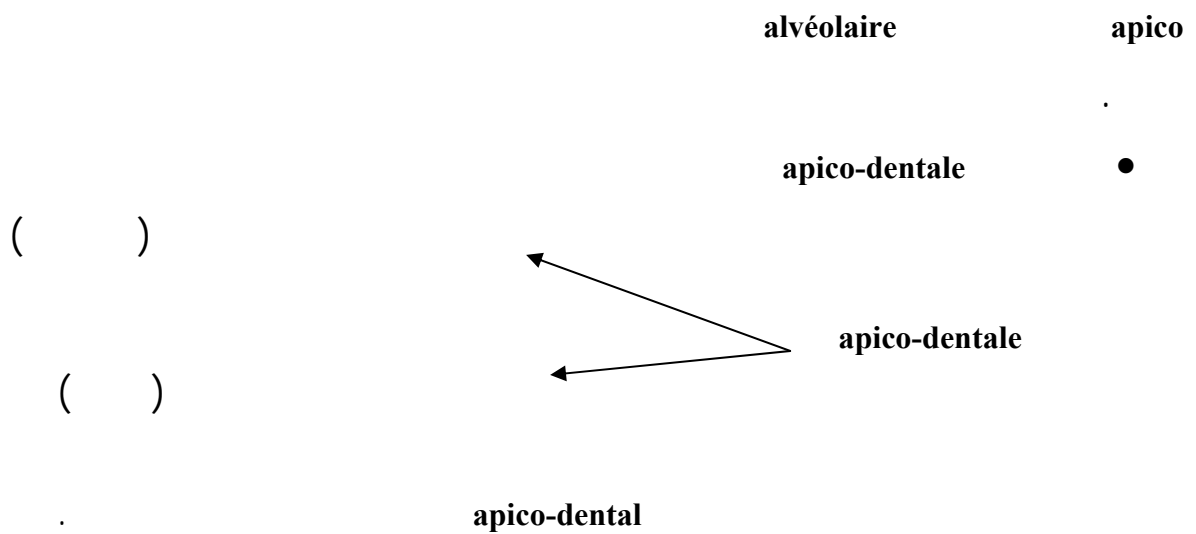 apico alvéolaire
.
● apico-dentale
( )
apico-dentale
( )
apico-dental .